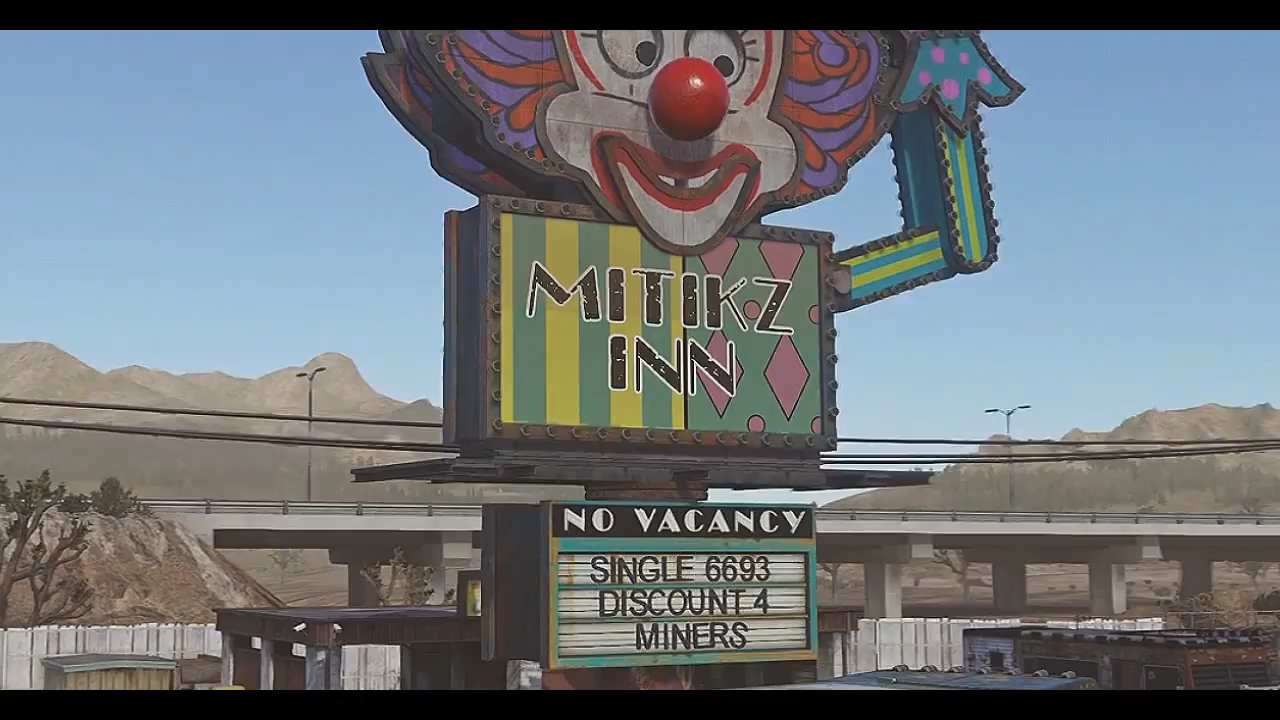 MITIKZ
INN
NO VACANCY
SINGLE 6693
DISCOUNT 4
MINERS